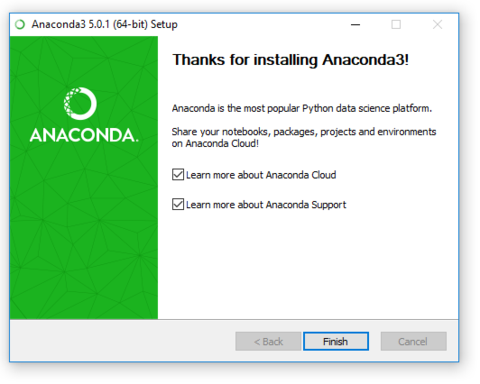 Anaconda3 5.0.1 (64-bit) Setup
Thanks for installing Anaconda3!
ANACONDA.
Anaconda is the most popular Python data science platform.
Share your notebooks, packages, projects and environments
on Anaconda Cloud!
Learn more about Anaconda Cloud
Learn more about Anaconda Support
< Back
Finish
Cancel